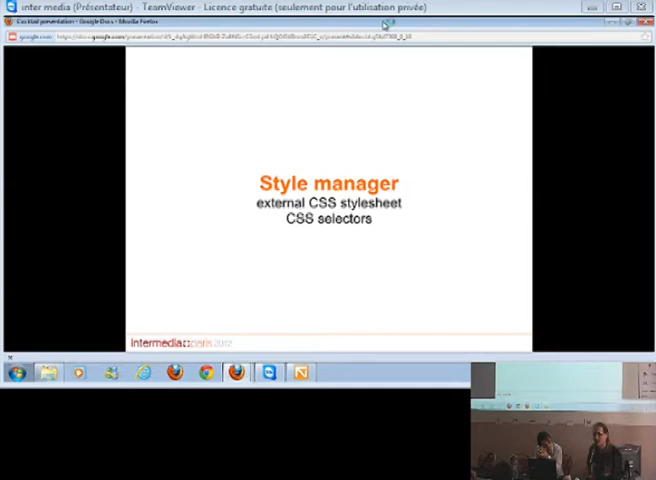 inter media (Présentateur) - TeamViewer - Licence gratuite (seulement pour l'utilisation privée)
Cocktail presentation - Google Docs - Mozilla Firefox
google.com
Style manager
external CSS stylesheet
CSS selectors
Intermedia::paris 2012